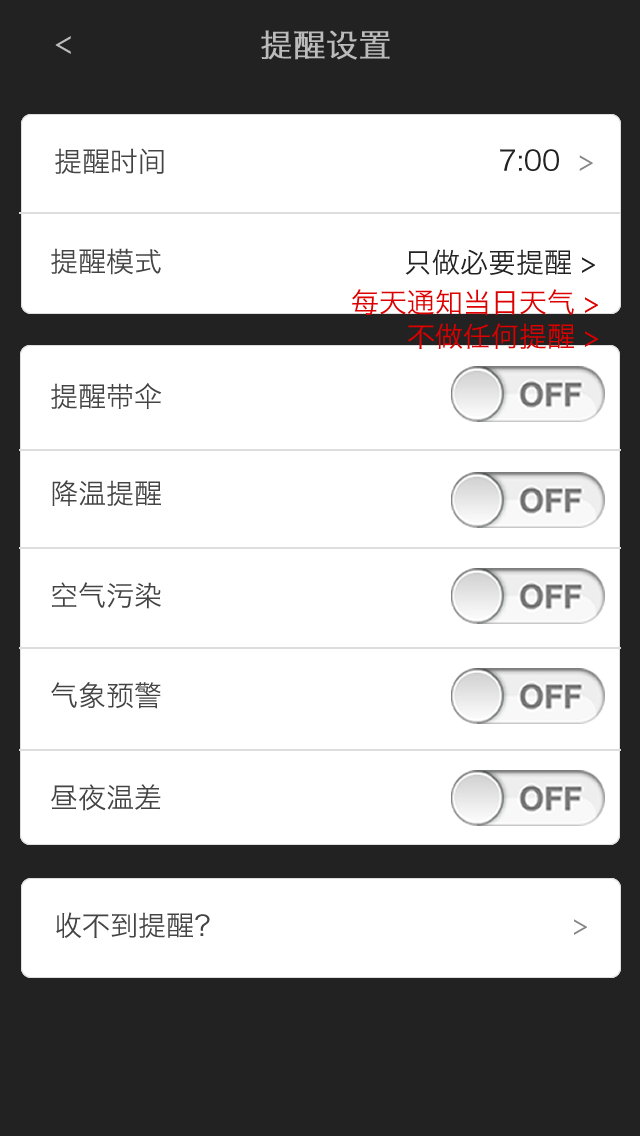 < 提醒设置
提醒时间 7:00 >
提醒模式 只做必要提醒 >
每天通知当日天气 >
不做任何提醒 >
提醒带伞 OFF
降温提醒 OFF
空气污染 OFF
气象预警 OFF
昼夜温差 OFF
收不到提醒? >